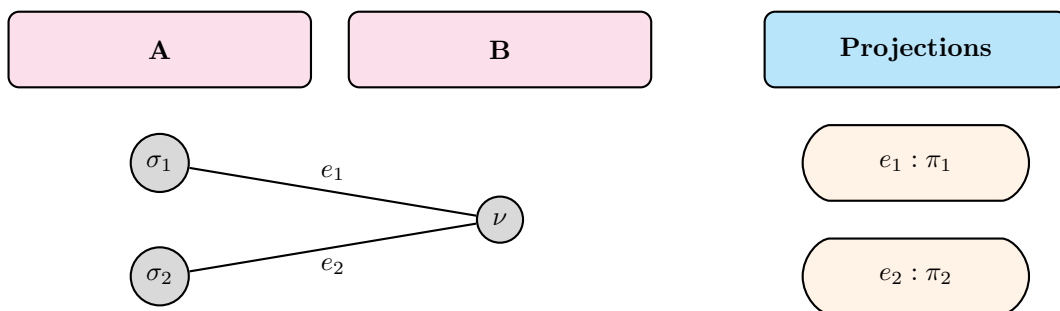 A
B
Projections
σ₁
e₁
ν
e₁ : π₁
σ₂
e₂
e₂ : π₂